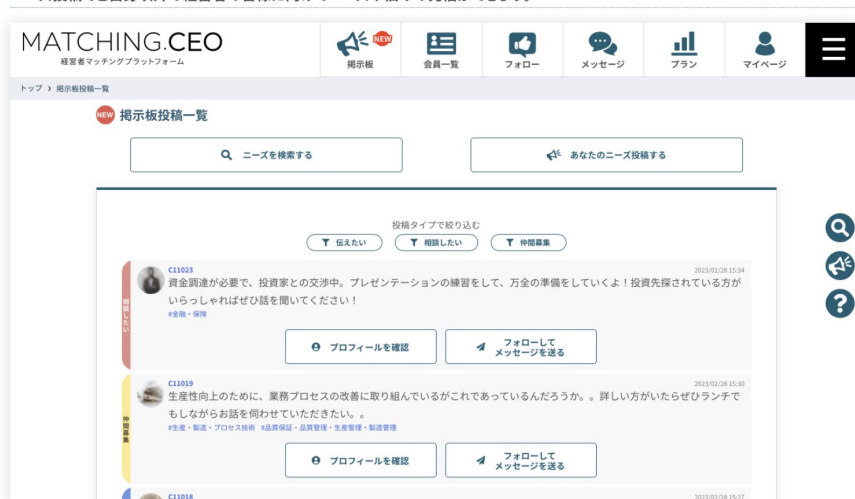 MATCHING.CEO
経営者マッチングプラットフォーム
NEW
掲示板
会員一覧
フォロー
メッセージ
プラン
マイページ
トップ > 掲示板投稿一覧
NEW 掲示板投稿一覧
ニーズを検索する
あなたのニーズ投稿する
投稿タイプで絞り込む
伝えたい
相談したい
仲間募集
相談したい
C11023
2023/02/28 15:34
資金調達が必要で、投資家との交渉中。プレゼンテーションの練習をして、万全の準備をしていくよ！投資先探されている方が
いらっしゃればぜひ話を聞いてください！
#金融・保険
プロフィールを確認
フォローして
メッセージを送る
仲間募集
C11019
2023/02/28 15:30
生産性向上のために、業務プロセスの改善に取り組んでいるがこれであっているんだろうか。。詳しい方がいたらぜひランチで
もしながらお話を伺わせていただきたい。。
#生産・製造・プロセス技術 #品質保証・品質管理・生産管理・製造管理
プロフィールを確認
フォローして
メッセージを送る
C11018
2023/02/28 15:27